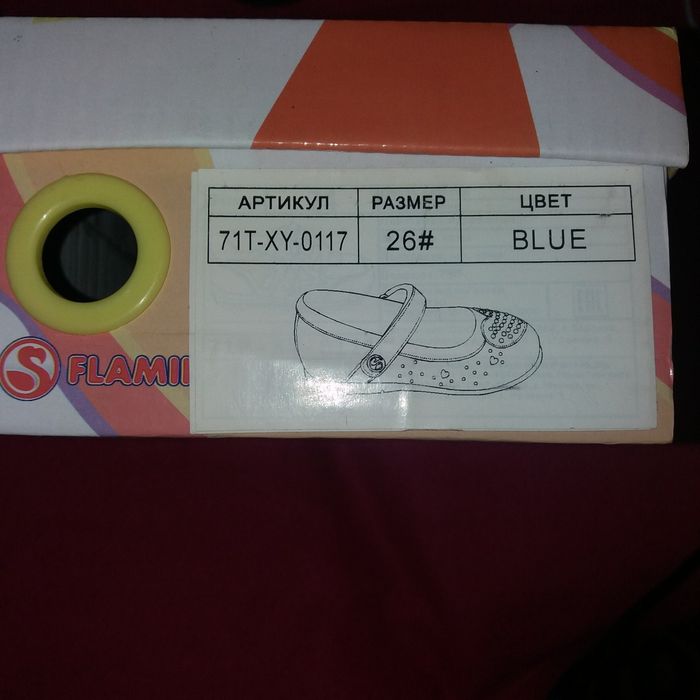 АРТИКУЛ РАЗМЕР ЦВЕТ
71T-XY-0117 26# BLUE
S FLAMI